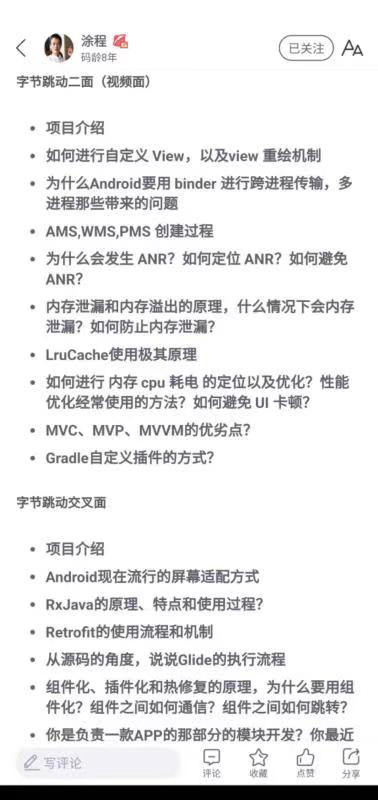 涂程
码龄8年
已关注
AA
字节跳动二面（视频面）
• 项目介绍
• 如何进行自定义 View，以及view 重绘机制
• 为什么Android要用 binder 进行跨进程传输，多
进程那些带来的问题
• AMS,WMS,PMS 创建过程
• 为什么会发生 ANR？如何定位 ANR？如何避免
ANR？
• 内存泄漏和内存溢出的原理，什么情况下会内存
泄漏？如何防止内存泄漏？
• LruCache使用极其原理
• 如何进行 内存 cpu 耗电 的定位以及优化？性能
优化经常使用的方法？如何避免 UI 卡顿？
• MVC、MVP、MVVM的优劣点？
• Gradle自定义插件的方式？
字节跳动交叉面
• 项目介绍
• Android现在流行的屏幕适配方式
• RxJava的原理、特点和使用过程？
• Retrofit的使用流程和机制
• 从源码的角度，说说Glide的执行流程
• 组件化、插件化和热修复的原理，为什么要用组
件化？组件之间如何通信？组件之间如何跳转？
• 你是负责一款APP的那部分的模块开发？你最近
写评论
评论
收藏
点赞
分享